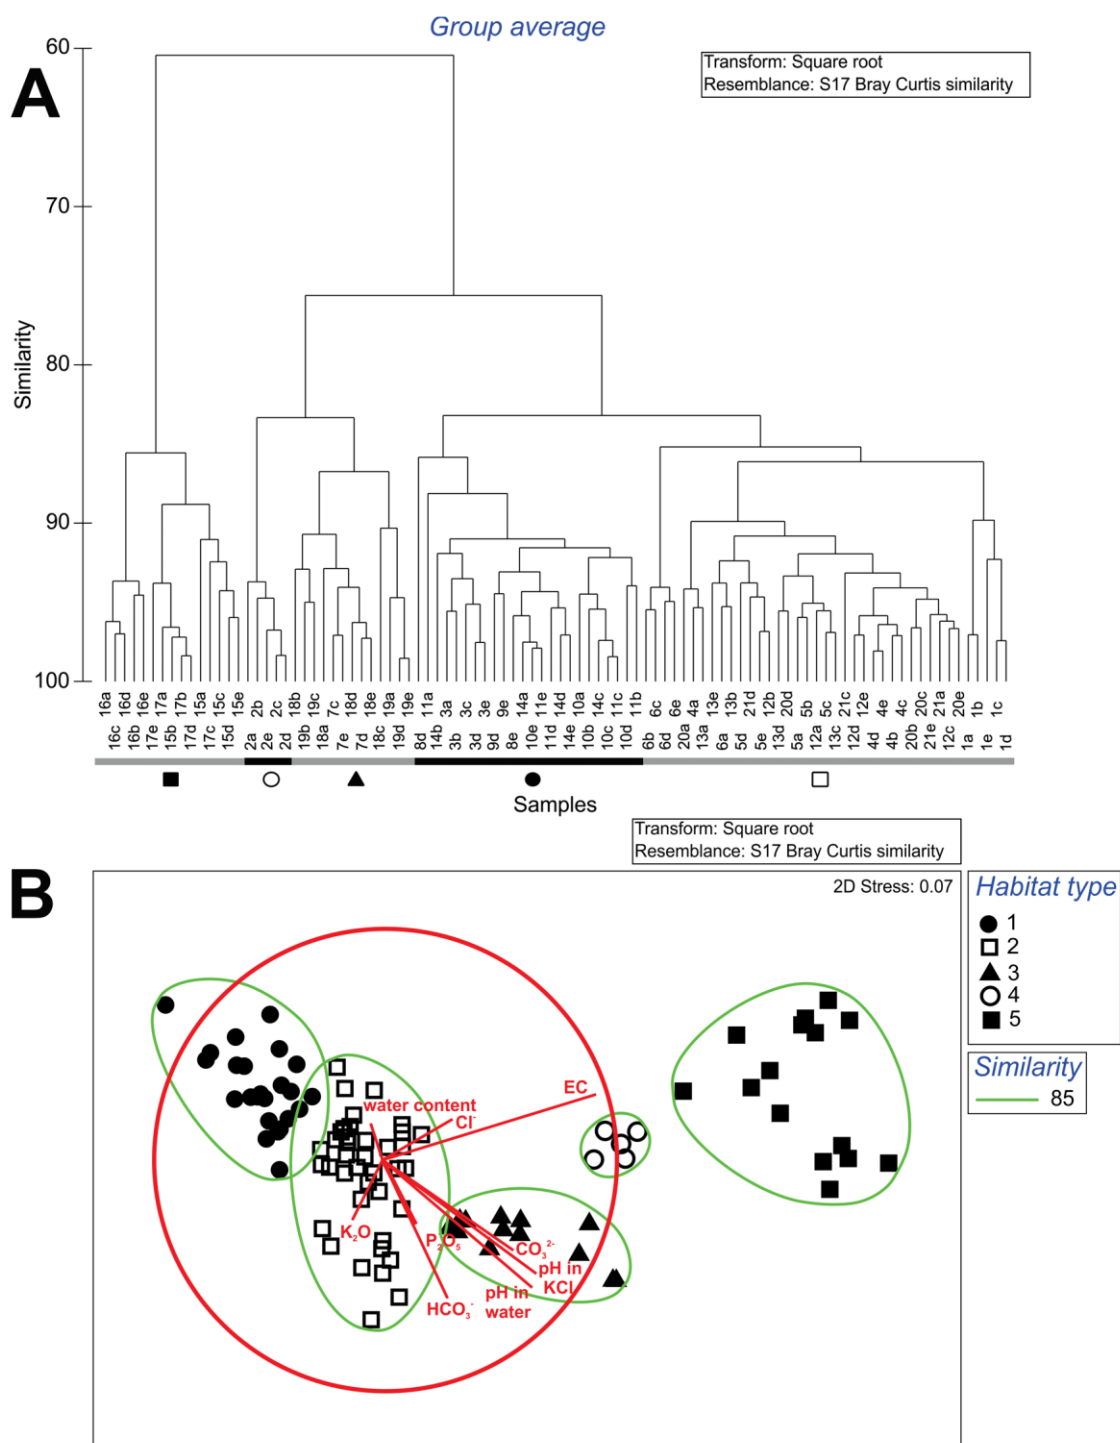 A
Group average
Transform: Square root
Resemblance: S17 Bray Curtis similarity
60
70
80
90
100
Similarity
16a 16d 16e 17a 17b 15a 15c 15e 2b 2c 18b 19c 7c 18d 18e 19a 19e 11a 3a 3c 3e 9e 14a 11e 14d 10a 14c 11c 11b 6c 6e 4a 13e 13b 21d 12b 20d 5b 5c 21c 12e 4e 4c 20c 21a 20e 1b 1c
16c 16b 17e 15b 17d 17c 15d 2a 2e 2d 19b 18a 7e 7d 18c 19d 8d 14b 3b 3d 9d 8e 10e 11d 14e 10b 10c 10d 6b 6d 20a 13a 6a 5d 5e 13d 5a 12a 13c 12d 4d 4b 20b 21e 12c 1a 1e 1d
Samples
B
Transform: Square root
Resemblance: S17 Bray Curtis similarity
2D Stress: 0.07
EC
water content
Cl⁻
K₂O
P₂O₅
CO₃²⁻
pH in
KCl
pH in
water
HCO₃⁻
Habitat type
1
2
3
4
5
Similarity
85